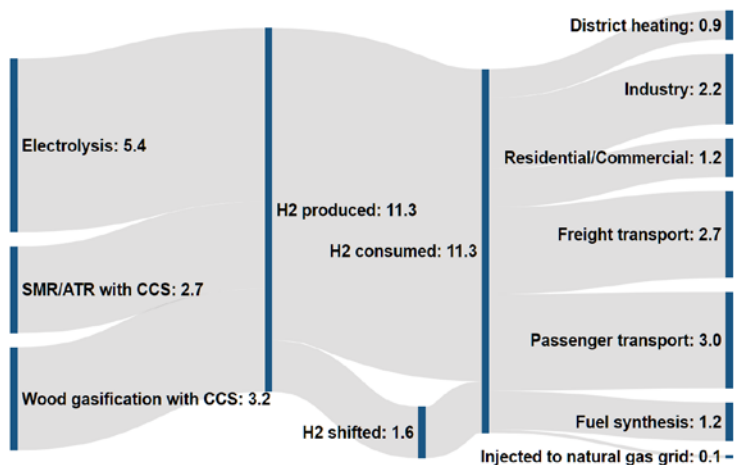 District heating: 0.9
Industry: 2.2
Electrolysis: 5.4
Residential/Commercial: 1.2
H2 produced: 11.3
Freight transport: 2.7
H2 consumed: 11.3
SMR/ATR with CCS: 2.7
Passenger transport: 3.0
Wood gasification with CCS: 3.2
Fuel synthesis: 1.2
H2 shifted: 1.6
Injected to natural gas grid: 0.1